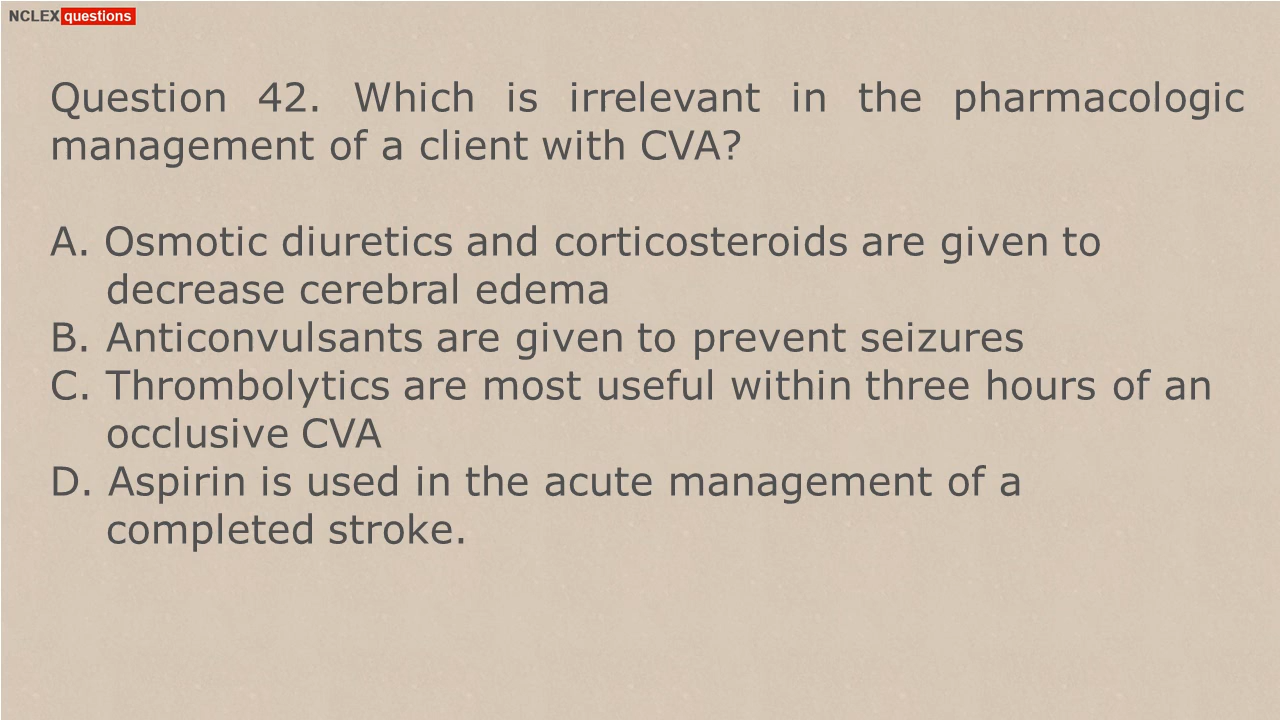 NCLEX questions
Question 42. Which is irrelevant in the pharmacologic
management of a client with CVA?
A. Osmotic diuretics and corticosteroids are given to
decrease cerebral edema
B. Anticonvulsants are given to prevent seizures
C. Thrombolytics are most useful within three hours of an
occlusive CVA
D. Aspirin is used in the acute management of a
completed stroke.